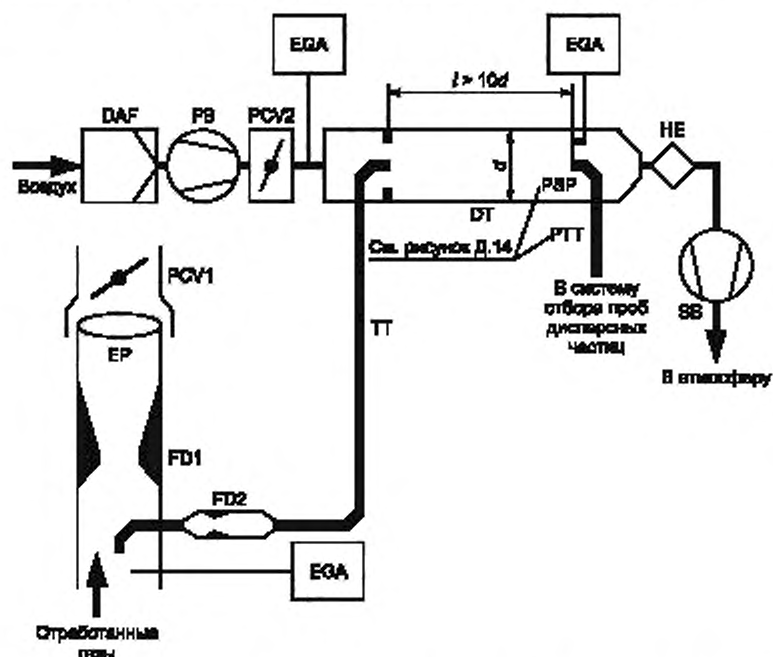 EGA
EGA
l > 10d
DAF
PB
PCV2
HE
Воздух
d
PSP
DT
PTT
См. рисунок Д.14
PCV1
В систему
отбора проб
дисперсных
частиц
SB
EP
TT
В атмосферу
FD1
FD2
EGA
Отработанные
газы